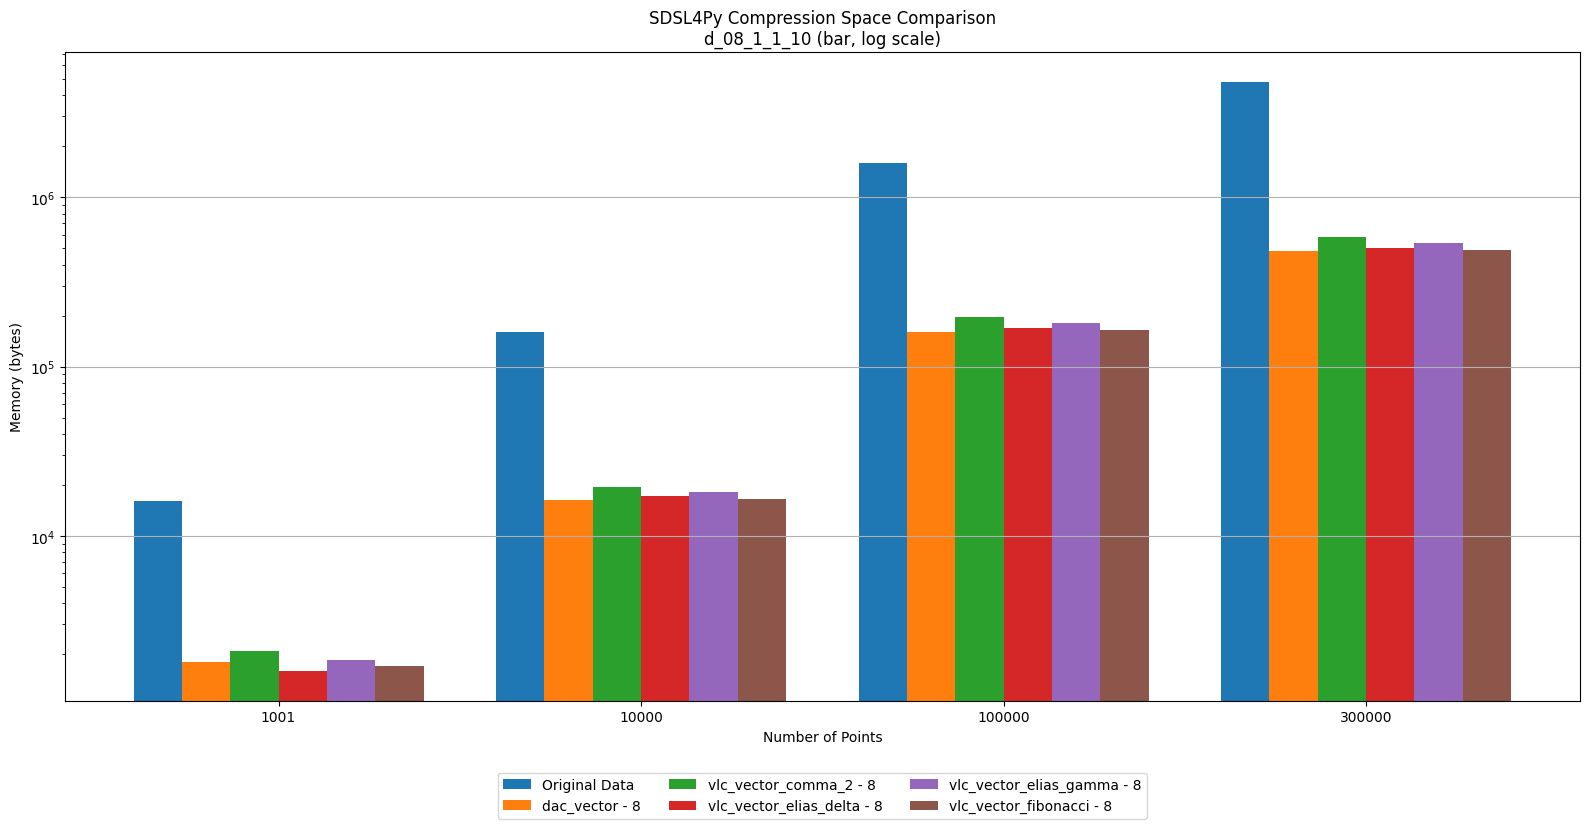 SDSL4Py Compression Space Comparison
d_08_1_1_10 (bar, log scale)
Memory (bytes)
10^6
10^5
10^4
1001 10000 100000 300000
Number of Points
Original Data vlc_vector_comma_2 - 8 vlc_vector_elias_gamma - 8
dac_vector - 8 vlc_vector_elias_delta - 8 vlc_vector_fibonacci - 8